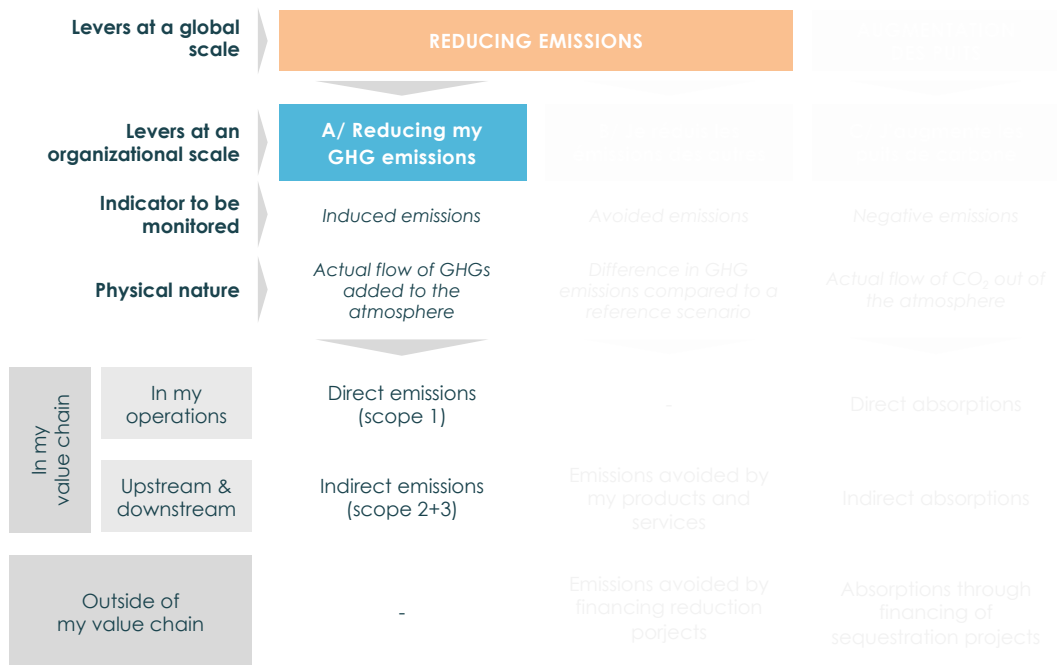 Levers at a global
scale
REDUCING EMISSIONS
Levers at an
organizational scale
A/ Reducing my
GHG emissions
Indicator to be
monitored
Induced emissions
Avoided emissions
Negative emissions
Physical nature
Actual flow of GHGs
added to the
atmosphere
Difference in GHG
emissions compared to a
reference scenario
Actual flow of CO₂ out of
the atmosphere
In my
value chain
In my
operations
Direct emissions
(scope 1)
-
Direct absorptions
Upstream &
downstream
Indirect emissions
(scope 2+3)
Emissions avoided by
my products and
services
Indirect absorptions
Outside of
my value chain
-
Emissions avoided by
financing reduction
porjects
Absorptions through
financing of
sequestration projects